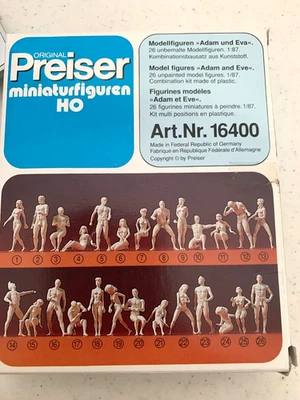 ORIGINAL
Preiser
miniaturfiguren
HO
Modellfiguren »Adam und Eva«.
26 unbemalte Modellfiguren. 1:87.
Kombinationsbausatz aus Kunststoff.
Model figures »Adam and Eve«.
26 unpainted model figures. 1/87.
Combination kit made of plastic.
Figurines modèles
»Adam et Eve«.
26 figurines miniatures à peindre. 1/87.
Kit multi positions en plastique.
Art.Nr. 16400
Made in Federal Republic of Germany
Fabriqué en République Fédérale d'Allemagne
Copyright © by Preiser
1 2 3 4 5 6 7 8 9 10 11 12 13
14 15 16 17 18 19 20 21 22 23 24 25 26